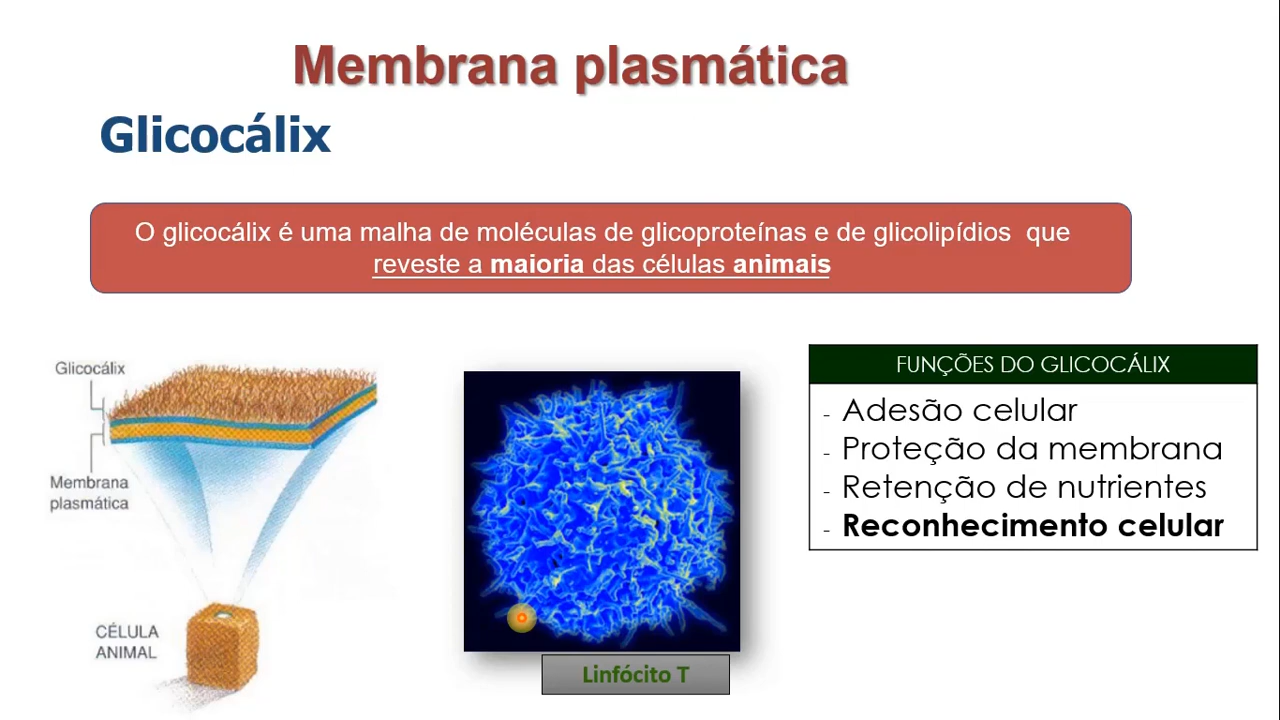 Membrana plasmática
Glicocálix
O glicocálix é uma malha de moléculas de glicoproteínas e de glicolipídios que
reveste a maioria das células animais
Glicocálix
Membrana
plasmática
CÉLULA
ANIMAL
Linfócito T
FUNÇÕES DO GLICOCÁLIX
- Adesão celular
- Proteção da membrana
- Retenção de nutrientes
- Reconhecimento celular